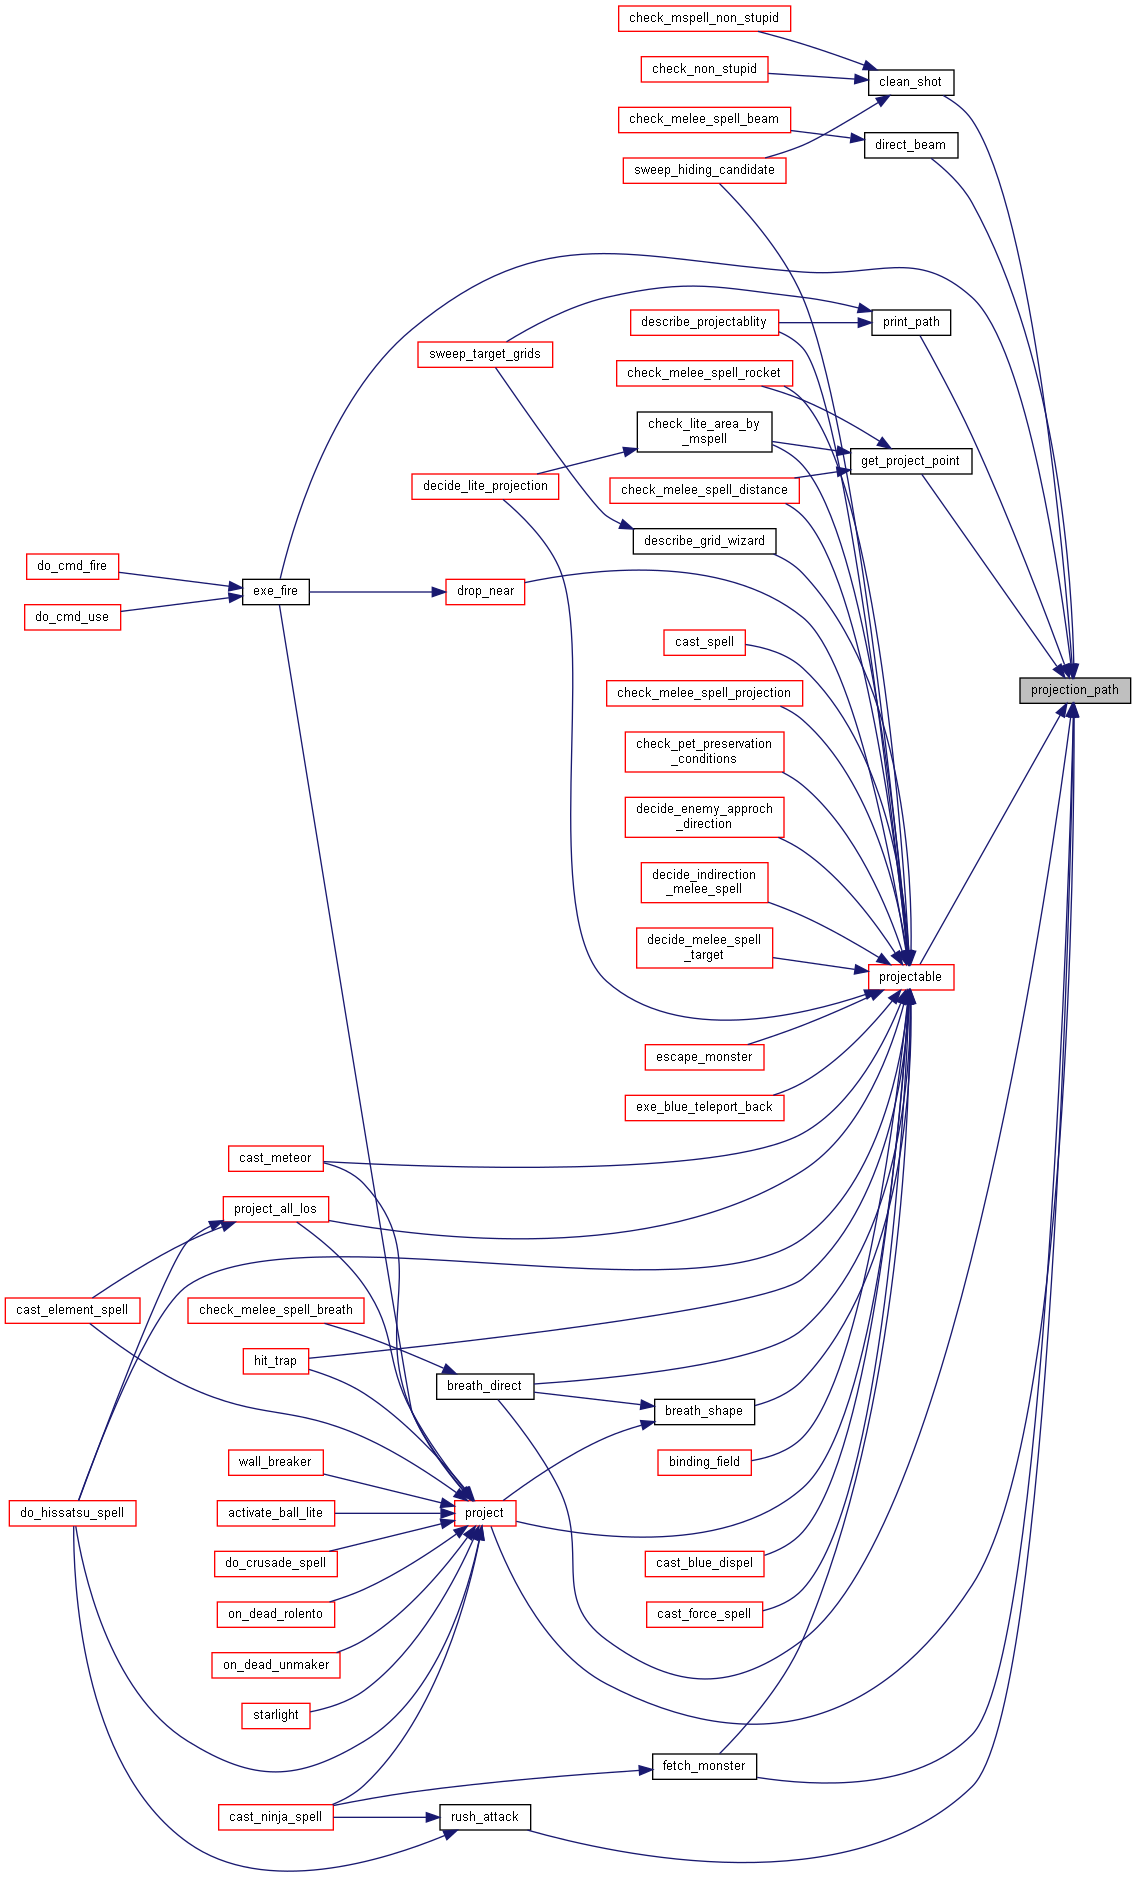 check_mspell_non_stupid
check_non_stupid
clean_shot
check_melee_spell_beam
direct_beam
sweep_hiding_candidate
print_path
describe_projectablity
sweep_target_grids
check_melee_spell_rocket
check_lite_area_by
_mspell
get_project_point
decide_lite_projection
check_melee_spell_distance
describe_grid_wizard
do_cmd_fire
exe_fire
drop_near
do_cmd_use
cast_spell
check_melee_spell_projection
projection_path
check_pet_preservation
_conditions
decide_enemy_approch
_direction
decide_indirection
_melee_spell
decide_melee_spell
_target
projectable
escape_monster
exe_blue_teleport_back
cast_meteor
project_all_los
cast_element_spell
check_melee_spell_breath
hit_trap
breath_direct
breath_shape
wall_breaker
binding_field
do_hissatsu_spell
activate_ball_lite
project
do_crusade_spell
cast_blue_dispel
on_dead_rolento
cast_force_spell
on_dead_unmaker
starlight
fetch_monster
cast_ninja_spell
rush_attack